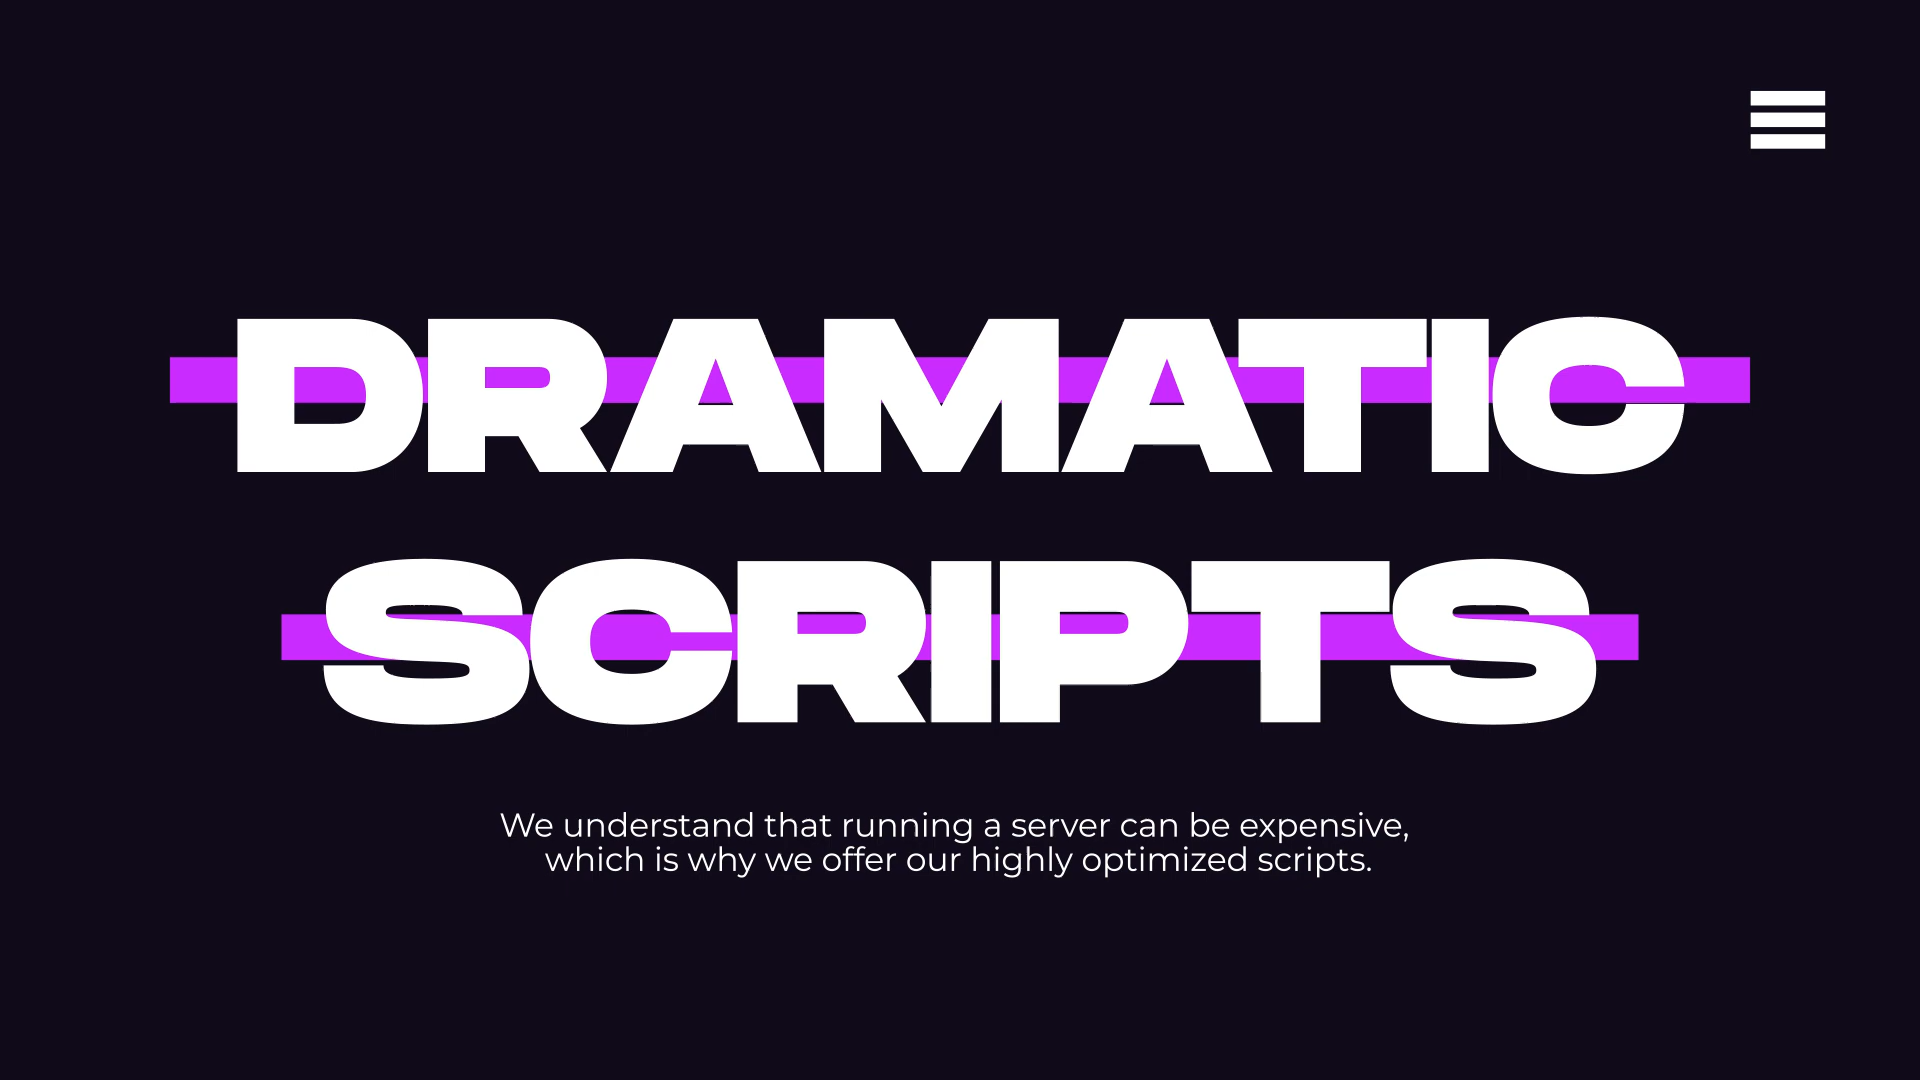 DRAMATIC
SCRIPTS
We understand that running a server can be expensive,
which is why we offer our highly optimized scripts.